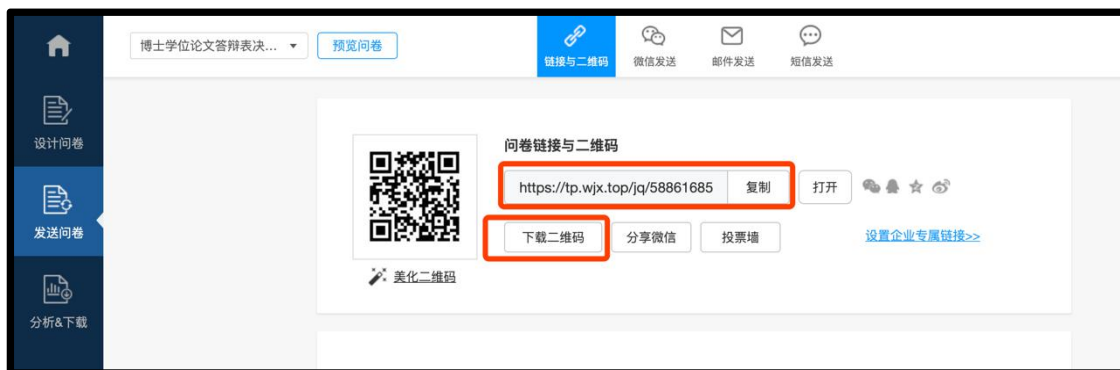 博士学位论文答辩表决...
预览问卷
链接与二维码
微信发送
邮件发送
短信发送
设计问卷
发送问卷
分析&下载
问卷链接与二维码
https://tp.wjx.top/jq/58861685
复制
打开
下载二维码
分享微信
投票墙
设置企业专属链接>>
美化二维码